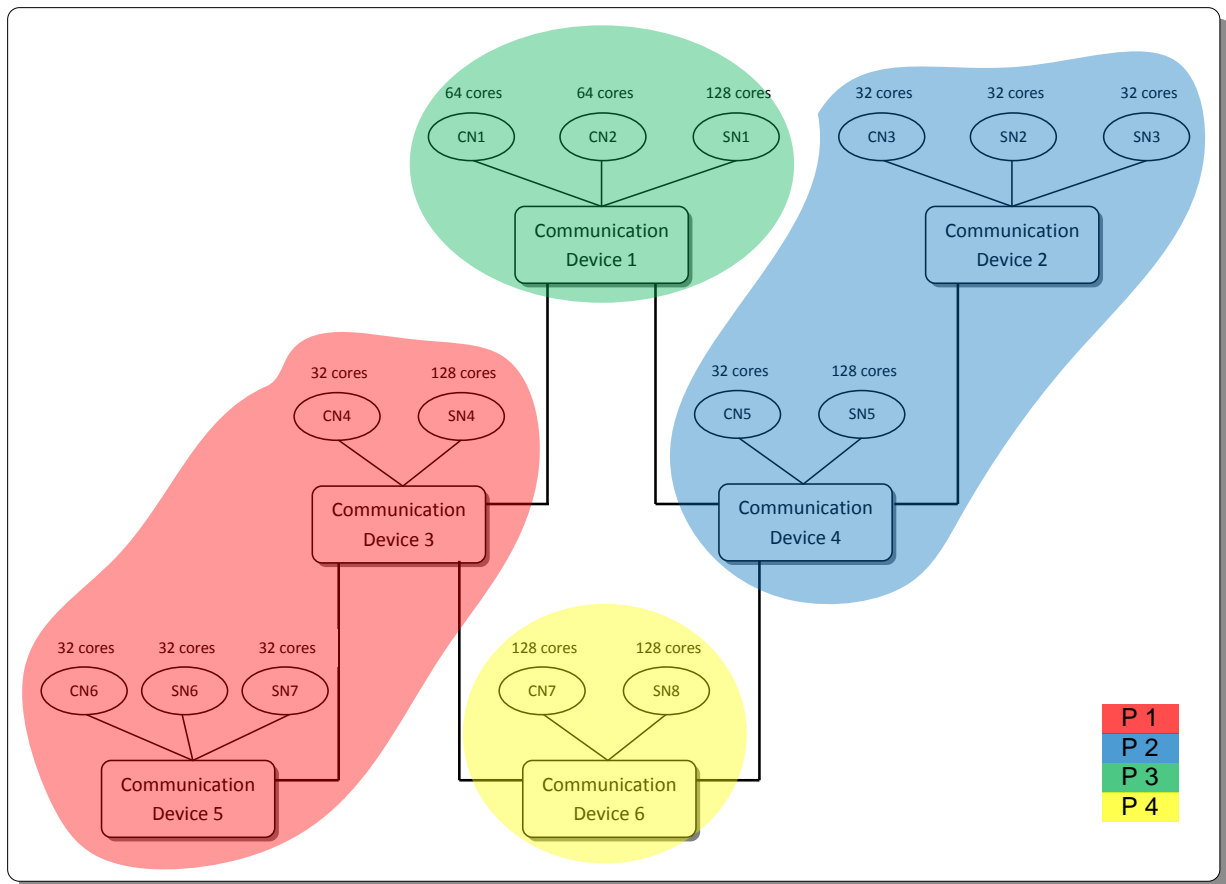 64 cores
64 cores
128 cores
32 cores
32 cores
32 cores
CN1
CN2
SN1
CN3
SN2
SN3
Communication
Device 1
Communication
Device 2
32 cores
128 cores
32 cores
128 cores
CN4
SN4
CN5
SN5
Communication
Device 3
Communication
Device 4
32 cores
32 cores
32 cores
128 cores
128 cores
CN6
SN6
SN7
CN7
SN8
Communication
Device 5
Communication
Device 6
P 1
P 2
P 3
P 4